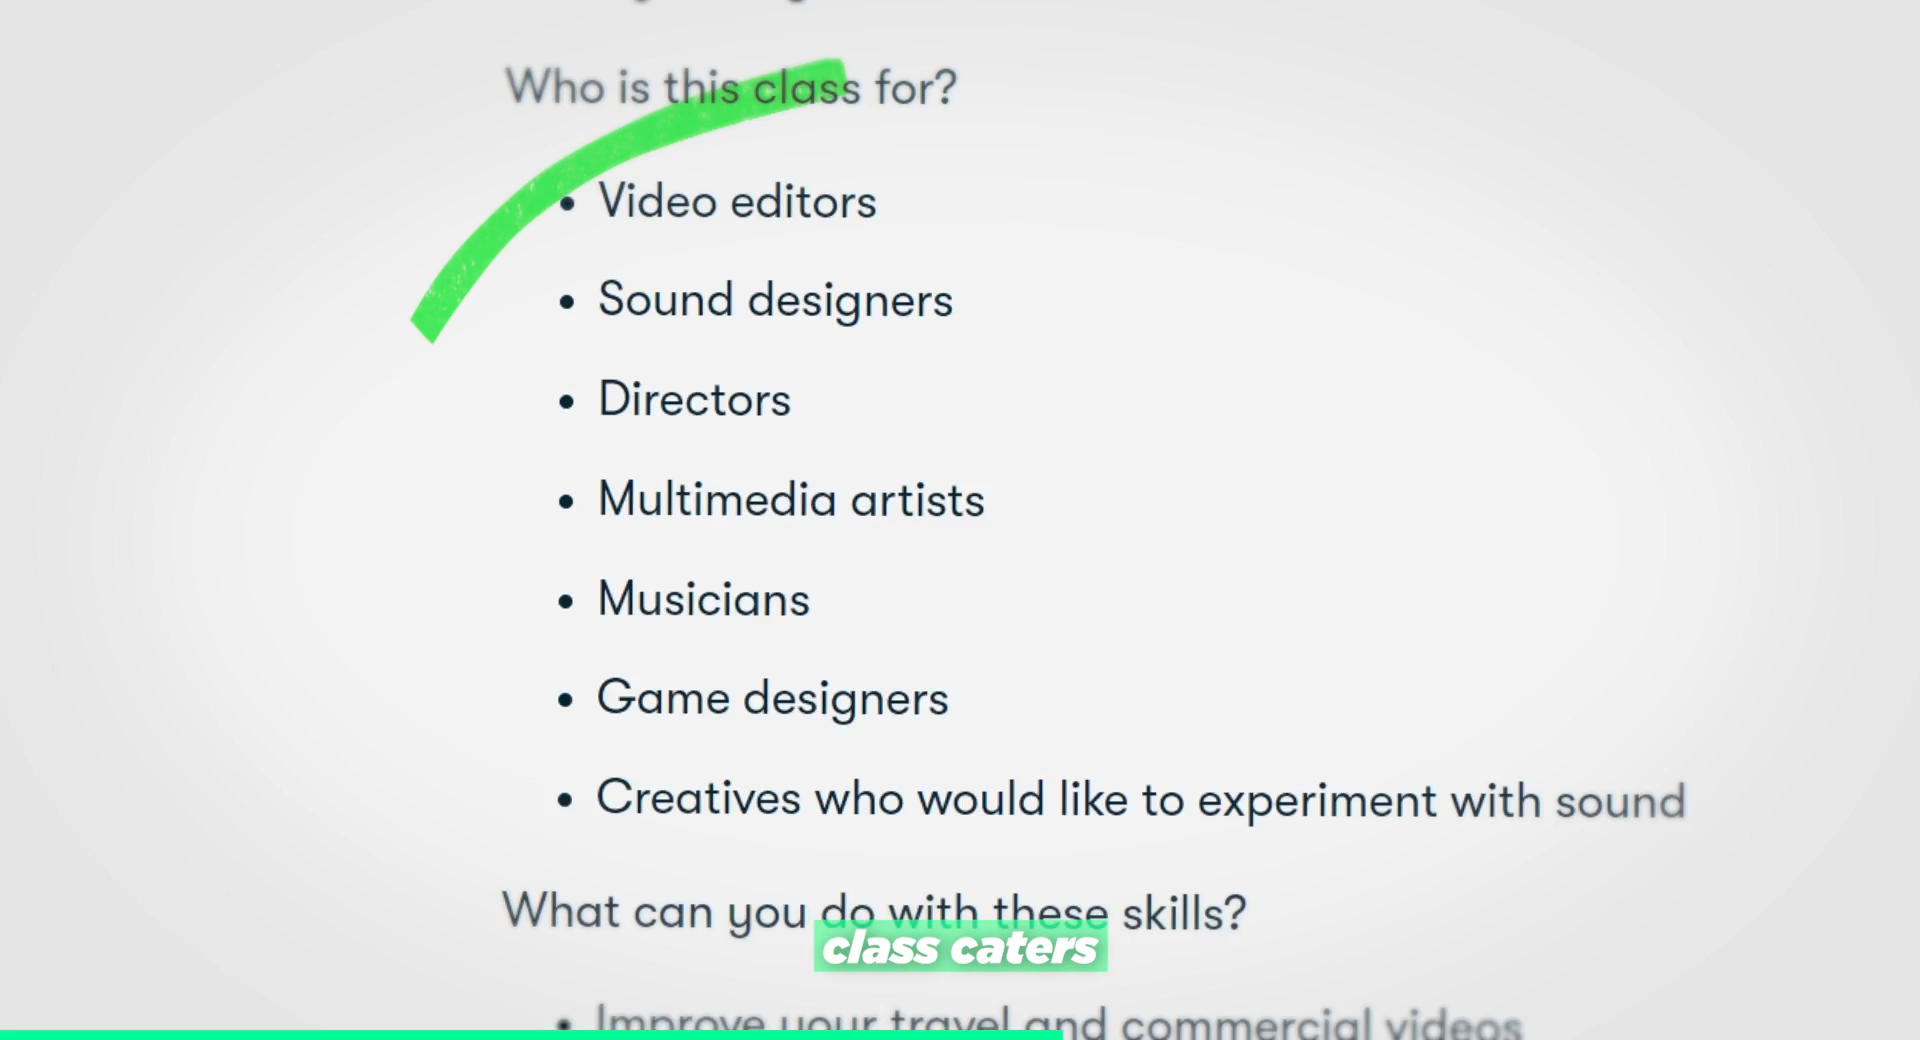 Who is this class for?
• Video editors
• Sound designers
• Directors
• Multimedia artists
• Musicians
• Game designers
• Creatives who would like to experiment with sound
What can you do with these skills?
class caters
• Improve your travel and commercial videos